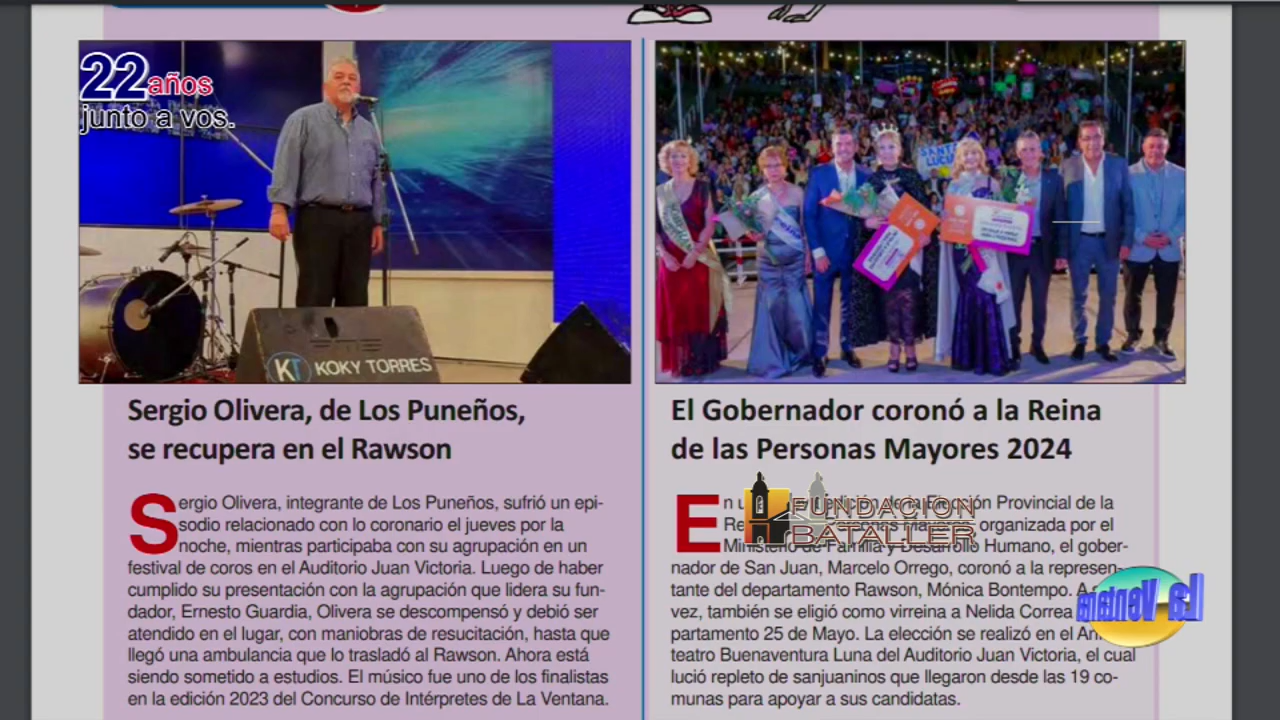 22 años
junto a vos.
KT KOKY TORRES
SANTA
LUCÍA
Sergio Olivera, de Los Puneños,
se recupera en el Rawson
Sergio Olivera, integrante de Los Puneños, sufrió un epi-
sodio relacionado con lo coronario el jueves por la
noche, mientras participaba con su agrupación en un
festival de coros en el Auditorio Juan Victoria. Luego de haber
cumplido su presentación con la agrupación que lidera su fun-
dador, Ernesto Guardia, Olivera se descompensó y debió ser
atendido en el lugar, con maniobras de resucitación, hasta que
llegó una ambulancia que lo trasladó al Rawson. Ahora está
siendo sometido a estudios. El músico fue uno de los finalistas
en la edición 2023 del Concurso de Intérpretes de La Ventana.
El Gobernador coronó a la Reina
de las Personas Mayores 2024
En Elección Provincial de la
organizada por el
Ministerio de Familia y Desarrollo Humano, el gober-
nador de San Juan, Marcelo Orrego, coronó a la represen-
tante del departamento Rawson, Mónica Bontempo. A
vez, también se eligió como virreina a Nelida Correa
partamento 25 de Mayo. La elección se realizó en el
teatro Buenaventura Luna del Auditorio Juan Victoria, el cual
lució repleto de sanjuaninos que llegaron desde las 19 co-
munas para apoyar a sus candidatas.
FUNDACION
BATALLER
La Ventana